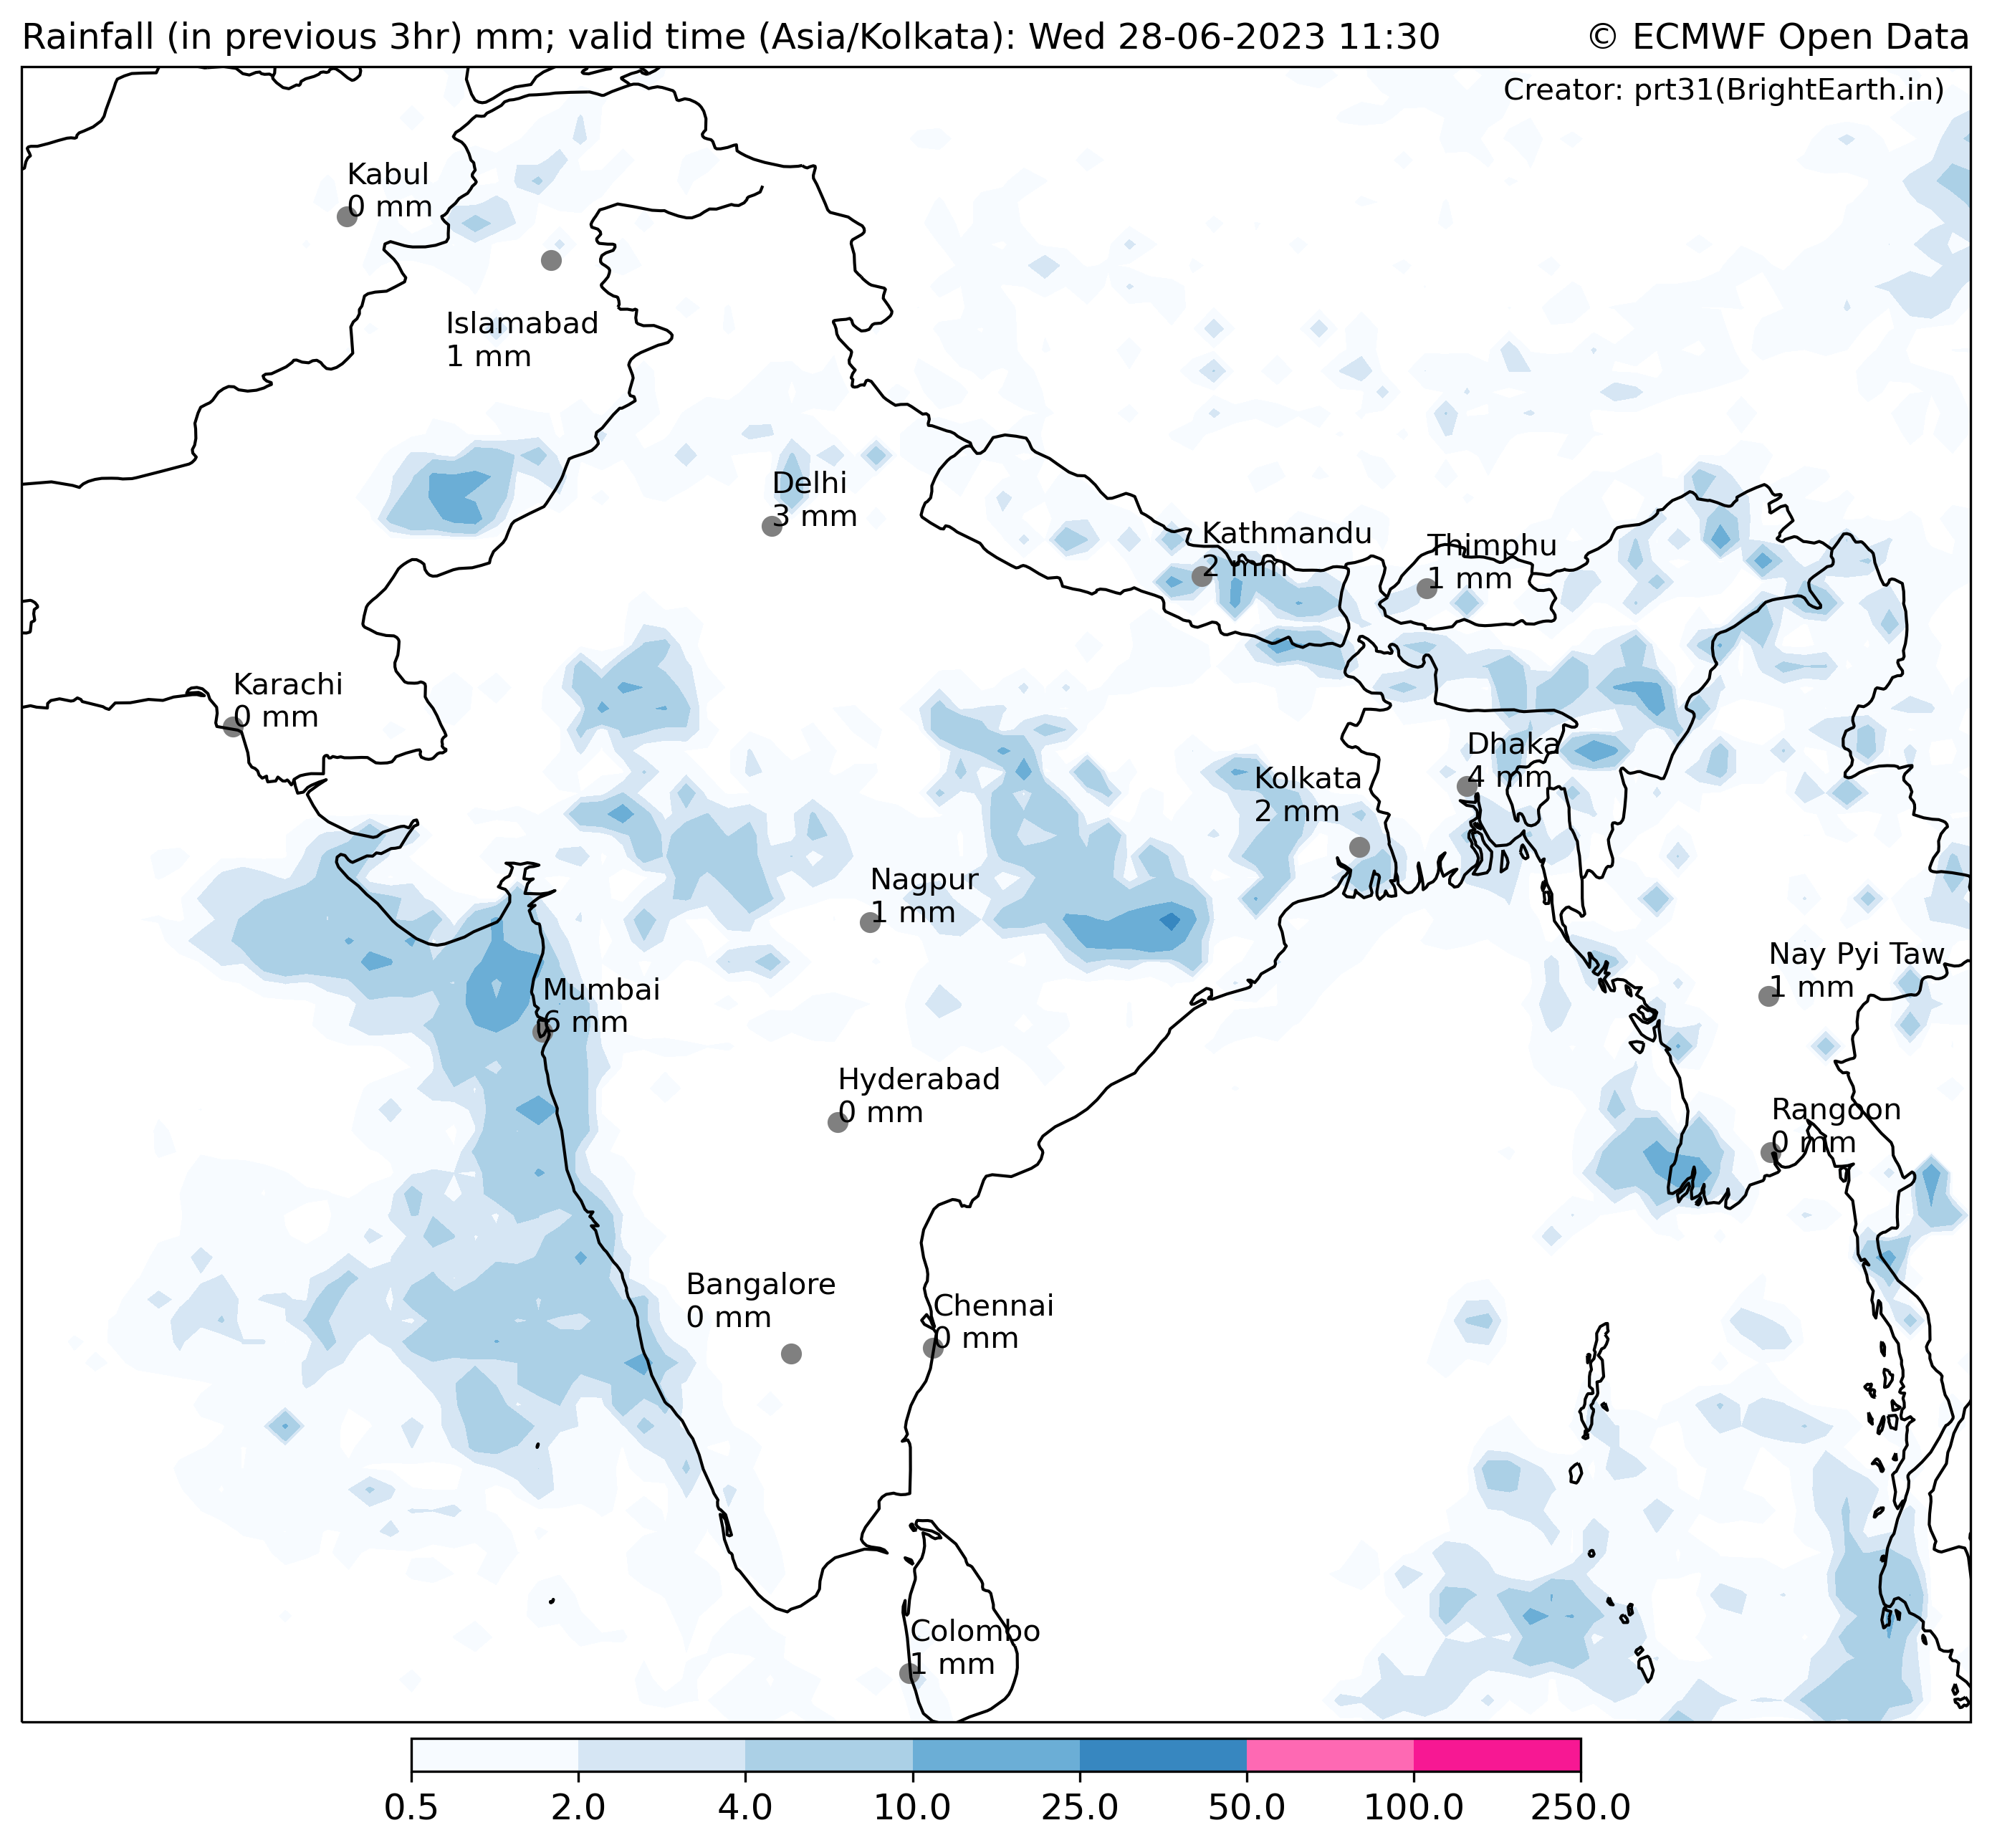 Rainfall (in previous 3hr) mm; valid time (Asia/Kolkata): Wed 28-06-2023 11:30
© ECMWF Open Data
Creator: prt31(BrightEarth.in)
Kabul
0 mm
Islamabad
1 mm
Delhi
3 mm
Kathmandu
2 mm
Thimphu
1 mm
Karachi
0 mm
Dhaka
4 mm
Kolkata
2 mm
Nagpur
1 mm
Nay Pyi Taw
1 mm
Mumbai
6 mm
Hyderabad
0 mm
Rangoon
0 mm
Bangalore
0 mm
Chennai
0 mm
Colombo
1 mm
0.5 2.0 4.0 10.0 25.0 50.0 100.0 250.0